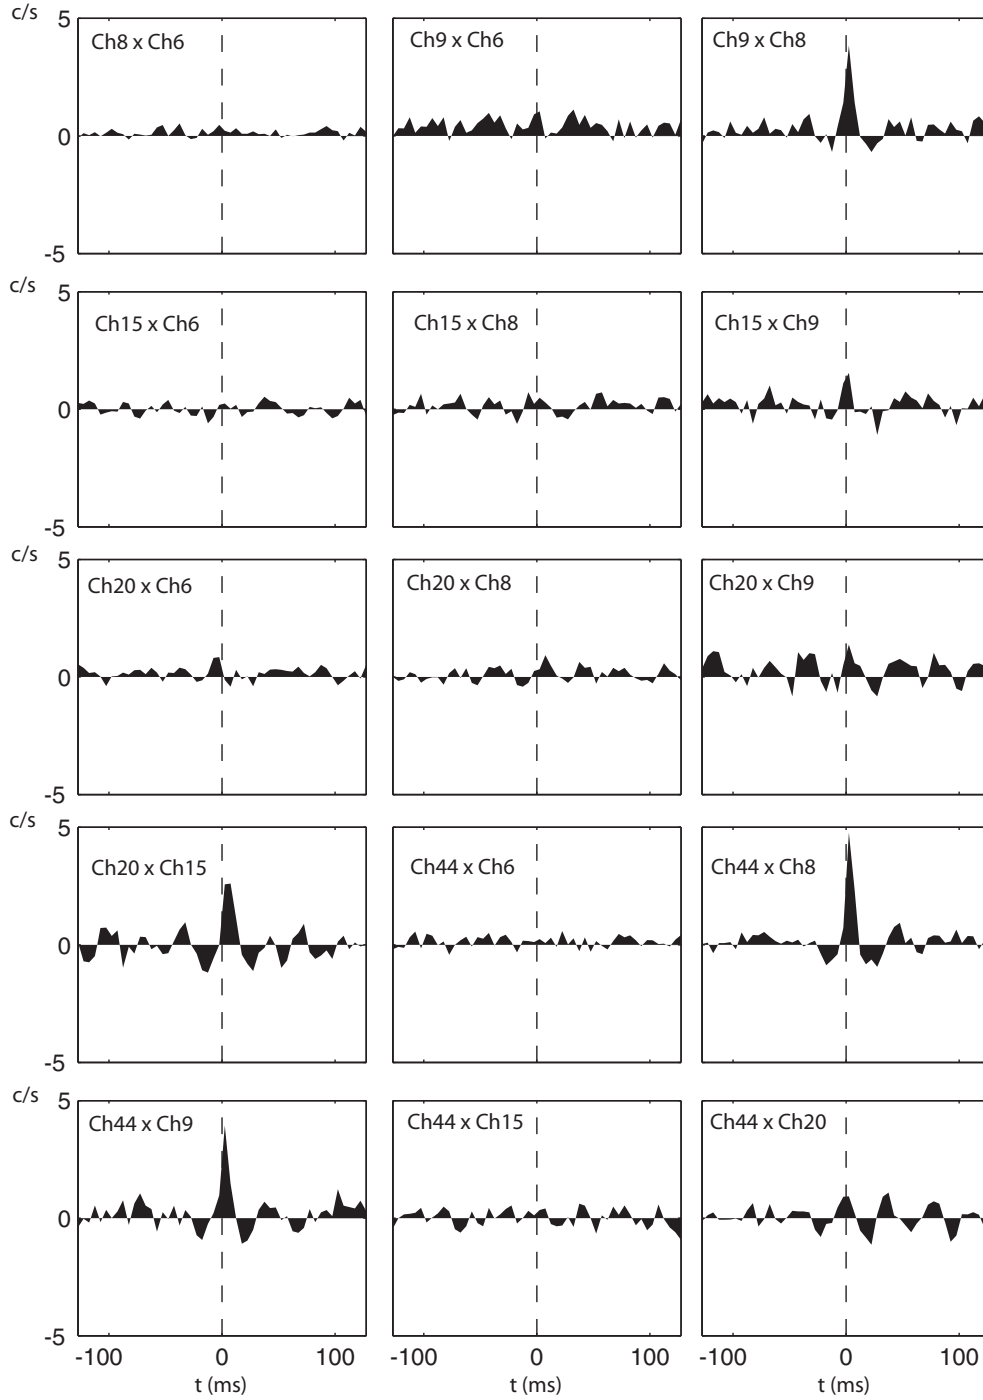 c/s
5
0
-5
Ch8 x Ch6
Ch9 x Ch6
Ch9 x Ch8
c/s
5
0
-5
Ch15 x Ch6
Ch15 x Ch8
Ch15 x Ch9
c/s
5
0
-5
Ch20 x Ch6
Ch20 x Ch8
Ch20 x Ch9
c/s
5
0
-5
Ch20 x Ch15
Ch44 x Ch6
Ch44 x Ch8
c/s
5
0
-5
Ch44 x Ch9
Ch44 x Ch15
Ch44 x Ch20
-100 0 100
-100 0 100
-100 0 100
t (ms)
t (ms)
t (ms)